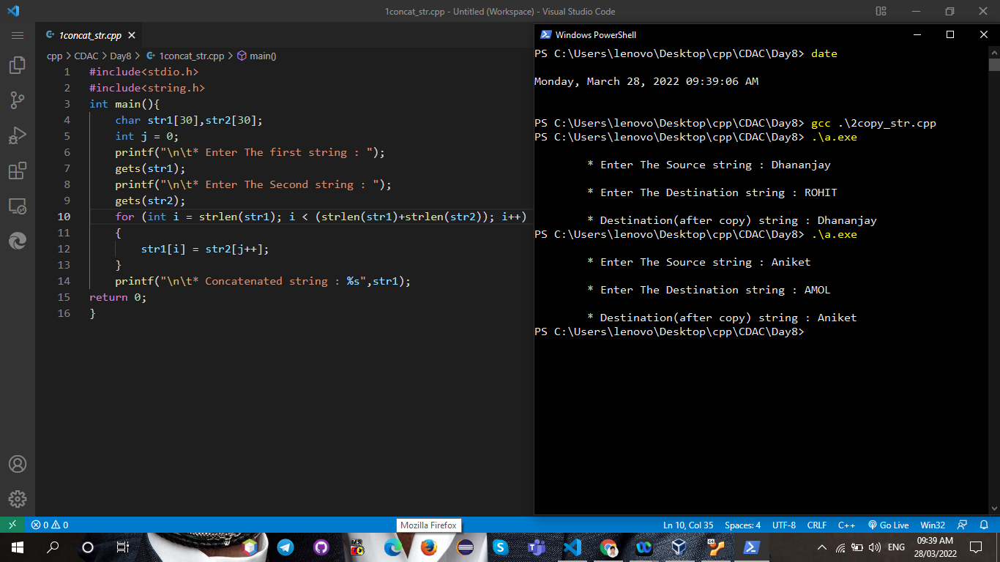 1concat_str.cpp - Untitled (Workspace) - Visual Studio Code
1concat_str.cpp
cpp > CDAC > Day8 > 1concat_str.cpp > main()
1 #include<stdio.h>
2 #include<string.h>
3 int main(){
4 char str1[30],str2[30];
5 int j = 0;
6 printf("\n\t* Enter The first string : ");
7 gets(str1);
8 printf("\n\t* Enter The Second string : ");
9 gets(str2);
10 for (int i = strlen(str1); i < (strlen(str1)+strlen(str2)); i++)
11 {
12 str1[i] = str2[j++];
13 }
14 printf("\n\t* Concatenated string : %s",str1);
15 return 0;
16 }
Windows PowerShell
PS C:\Users\lenovo\Desktop\cpp\CDAC\Day8> date
Monday, March 28, 2022 09:39:06 AM
PS C:\Users\lenovo\Desktop\cpp\CDAC\Day8> gcc .\2copy_str.cpp
PS C:\Users\lenovo\Desktop\cpp\CDAC\Day8> .\a.exe
* Enter The Source string : Dhananjay
* Enter The Destination string : ROHIT
* Destination(after copy) string : Dhananjay
PS C:\Users\lenovo\Desktop\cpp\CDAC\Day8> .\a.exe
* Enter The Source string : Aniket
* Enter The Destination string : AMOL
* Destination(after copy) string : Aniket
PS C:\Users\lenovo\Desktop\cpp\CDAC\Day8>
0 0
Mozilla Firefox
Ln 10, Col 35 Spaces: 4 UTF-8 CRLF C++ Go Live Win32
ENG
09:39 AM
28/03/2022